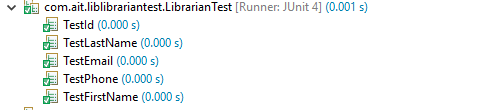 com.ait.liblibrariantest.LibrarianTest [Runner: JUnit 4] (0.001 s)
TestId (0.000 s)
TestLastName (0.000 s)
TestEmail (0.000 s)
TestPhone (0.000 s)
TestFirstName (0.000 s)